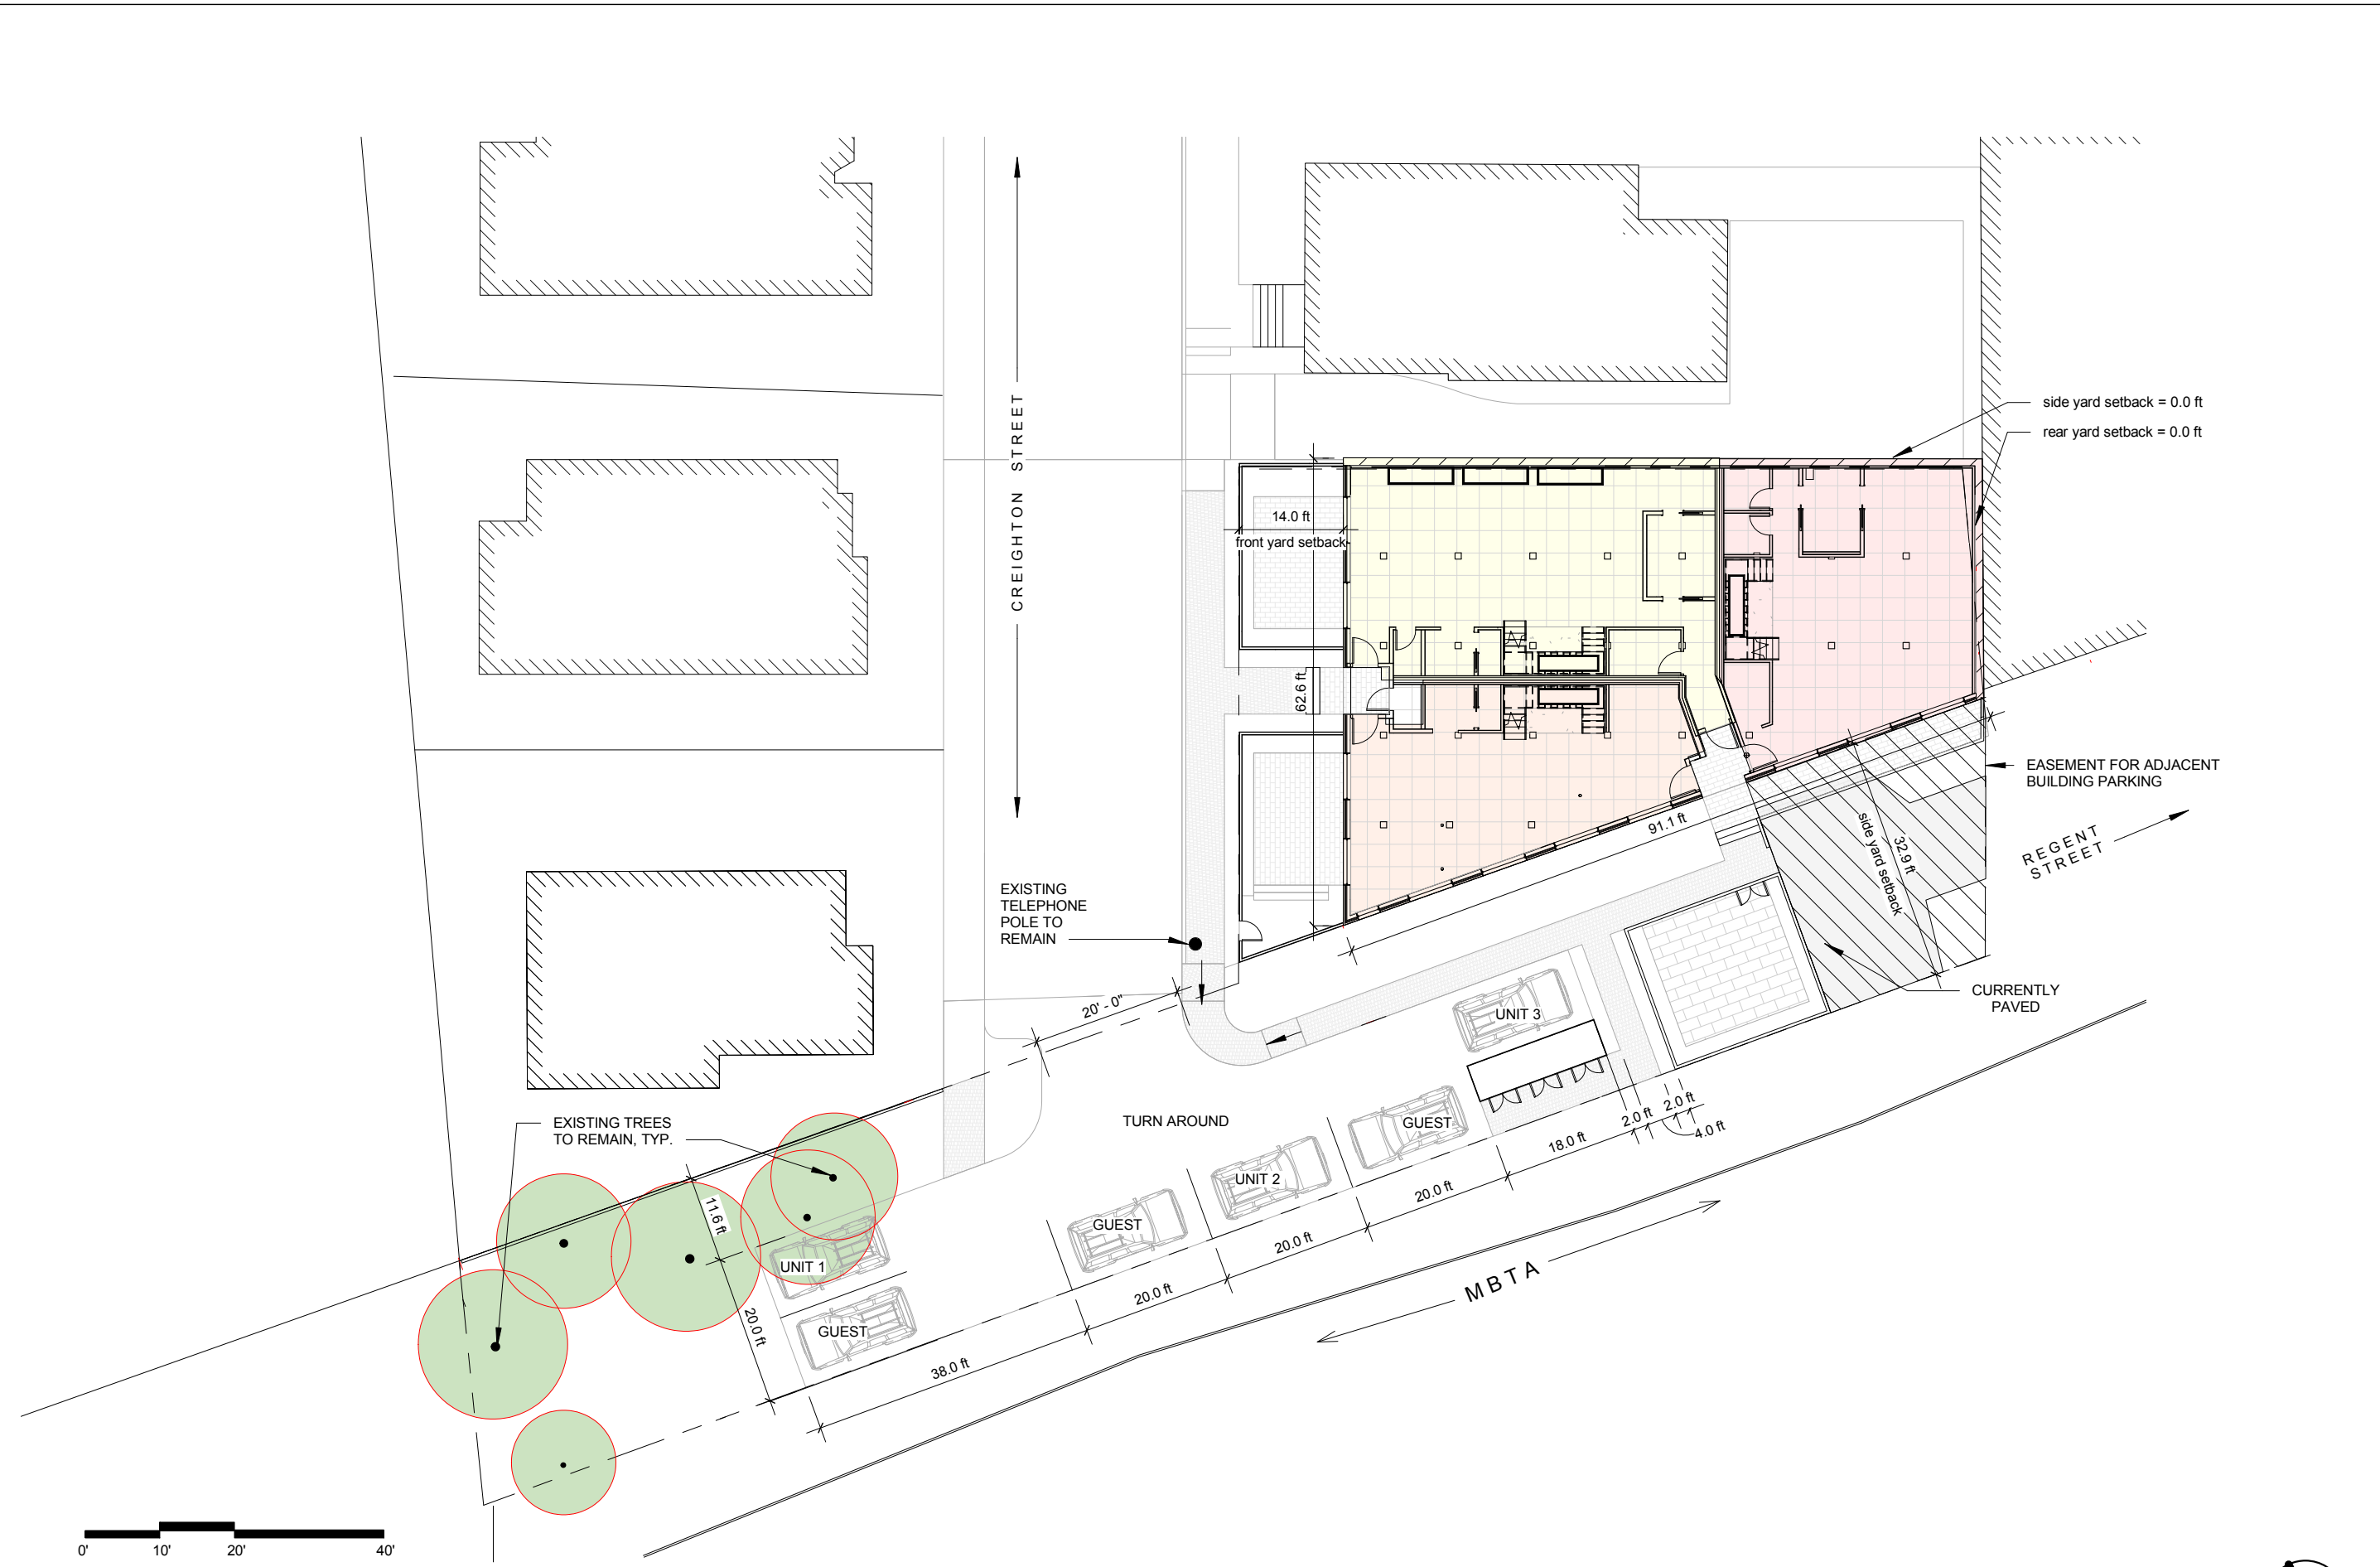 side yard setback = 0.0 ft
rear yard setback = 0.0 ft
CREIGHTON STREET
14.0 ft
front yard setback
62.6 ft
EASEMENT FOR ADJACENT
BUILDING PARKING
91.1 ft
32.9 ft
side yard setback
REGENT
STREET
EXISTING
TELEPHONE
POLE TO
REMAIN
CURRENTLY
PAVED
20' - 0"
UNIT 3
EXISTING TREES
TO REMAIN, TYP.
TURN AROUND
GUEST
2.0 ft
2.0 ft
4.0 ft
18.0 ft
UNIT 2
20.0 ft
GUEST
20.0 ft
11.6 ft
UNIT 1
20.0 ft
MBTA
20.0 ft
GUEST
38.0 ft
0'
10'
20'
40'